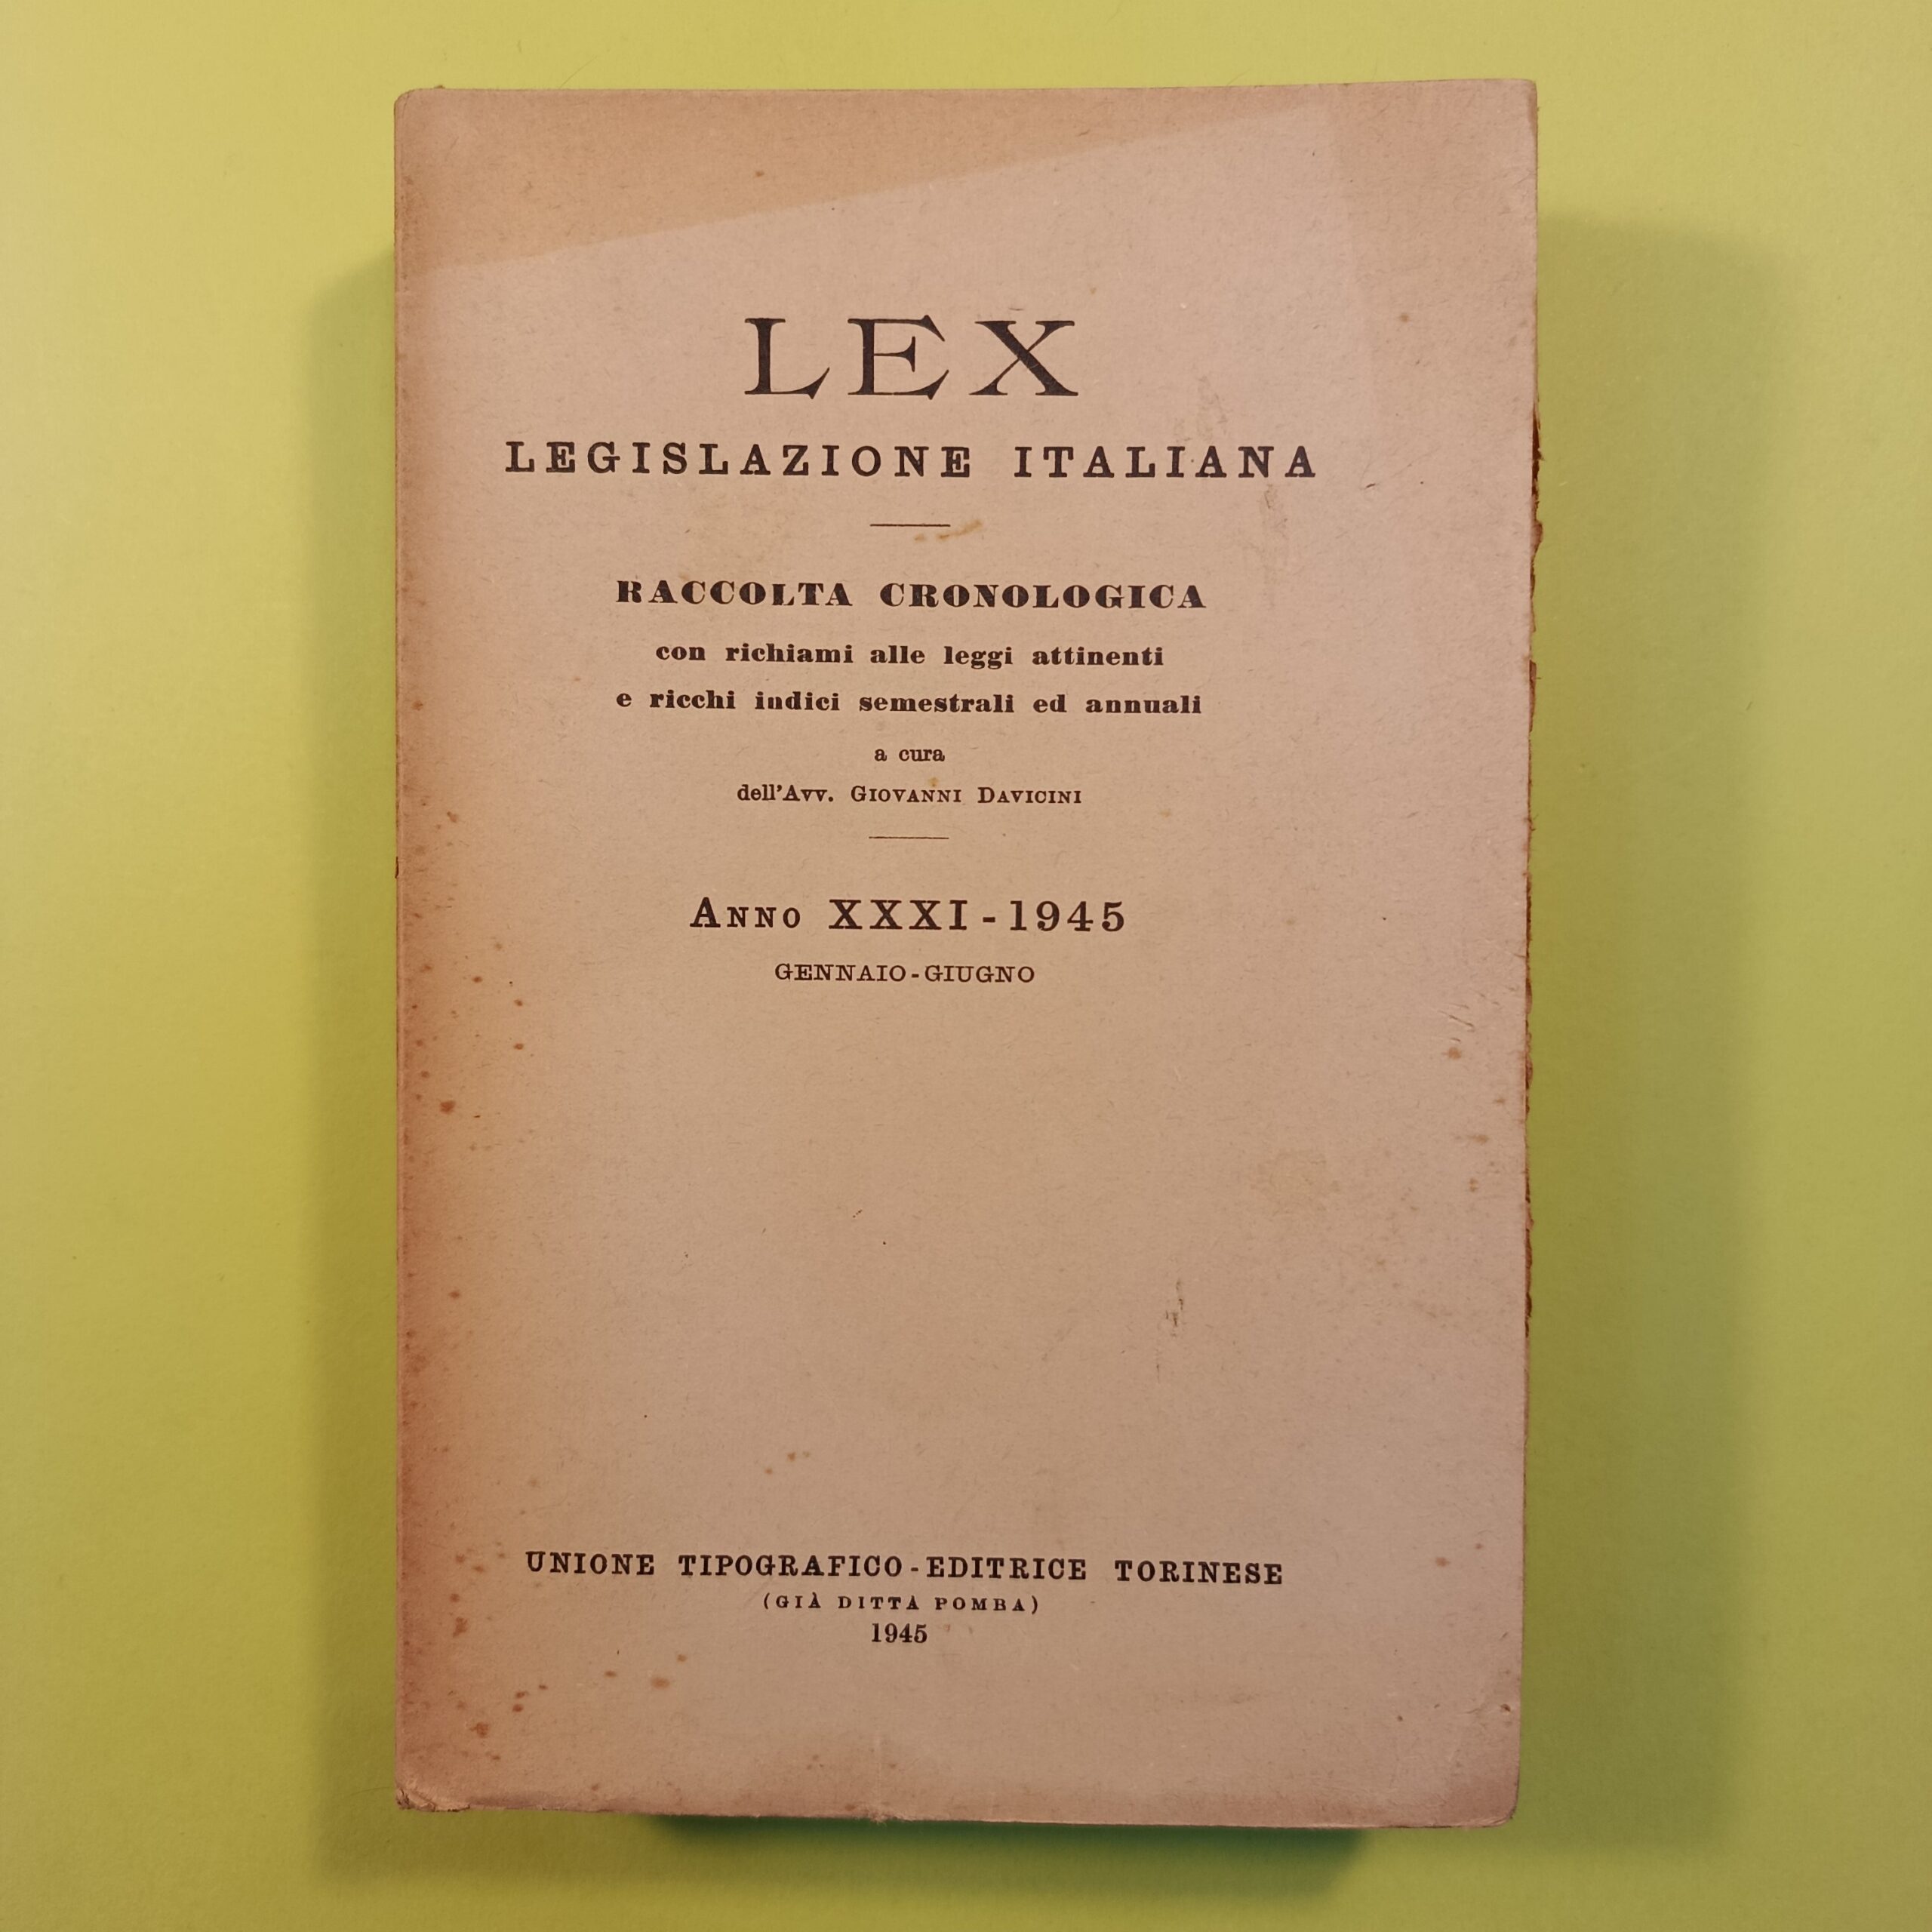 LEX
LEGISLAZIONE ITALIANA
RACCOLTA CRONOLOGICA
con richiami alle leggi attinenti
e ricchi indici semestrali ed annuali
a cura
dell'Avv. GIOVANNI DAVICINI
ANNO XXXI - 1945
GENNAIO - GIUGNO
UNIONE TIPOGRAFICO - EDITRICE TORINESE
(GIÀ DITTA POMBA)
1945